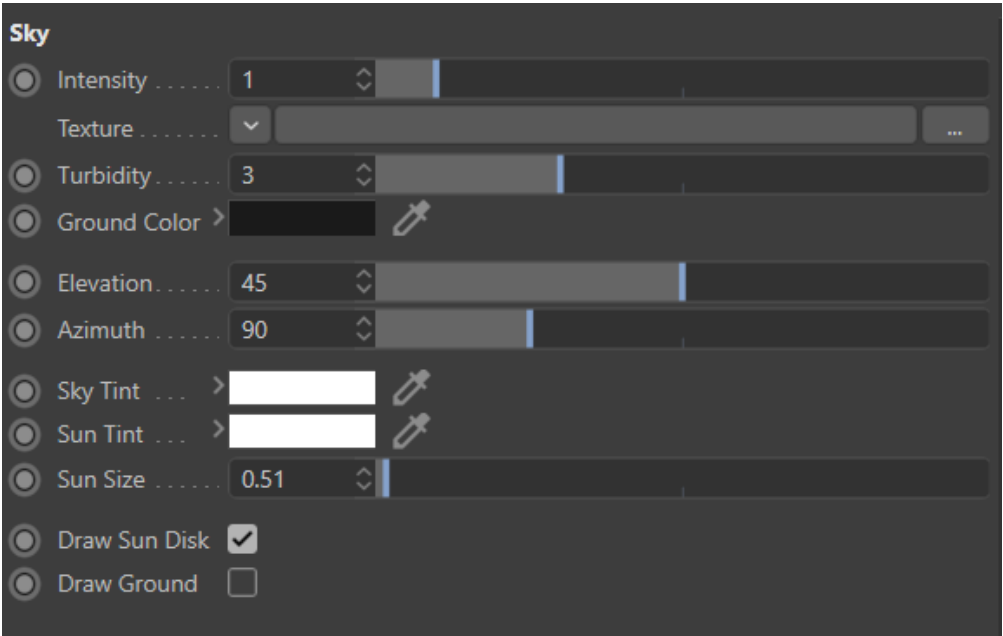 Sky
Intensity ...... 1
Texture ....... ...
Turbidity ...... 3
Ground Color
Elevation...... 45
Azimuth ...... 90
Sky Tint ...
Sun Tint ...
Sun Size ...... 0.51
Draw Sun Disk
Draw Ground